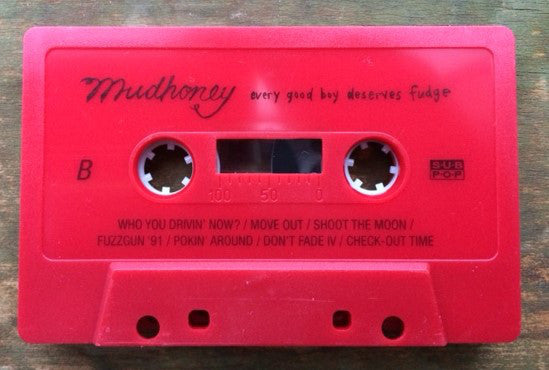 mudhoney every good boy deserves fudge
B
SUB
POP
100 50 0
WHO YOU DRIVIN' NOW? / MOVE OUT / SHOOT THE MOON /
FUZZGUN '91 / POKIN' AROUND / DON'T FADE IV / CHECK-OUT TIME